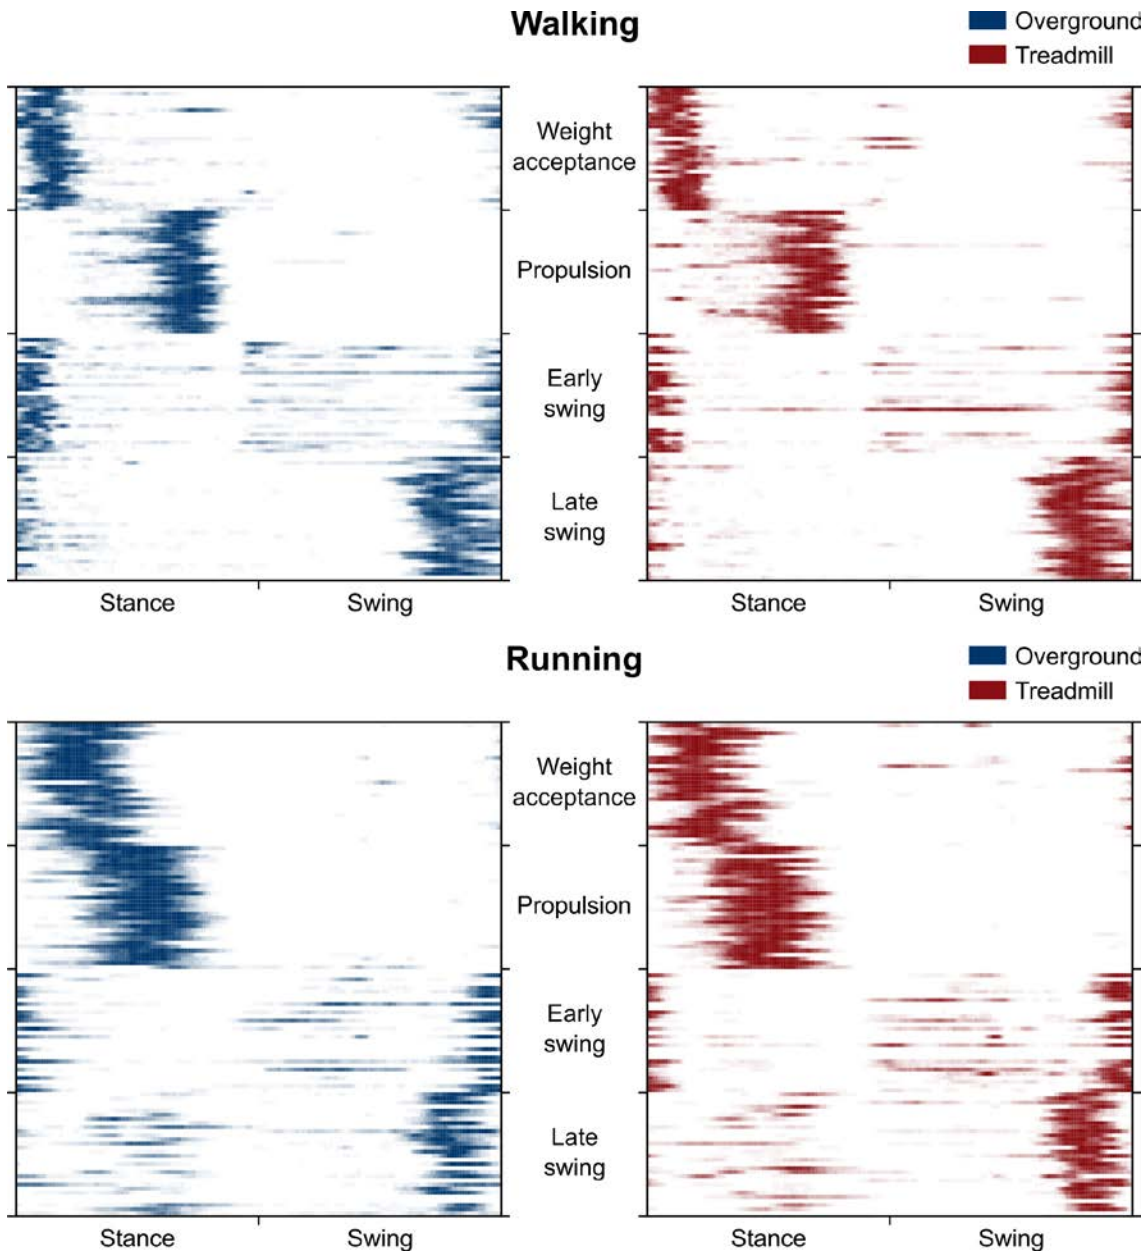 Walking
Overground
Treadmill
Weight
acceptance
Propulsion
Early
swing
Late
swing
Stance
Swing
Stance
Swing
Running
Overground
Treadmill
Weight
acceptance
Propulsion
Early
swing
Late
swing
Stance
Swing
Stance
Swing